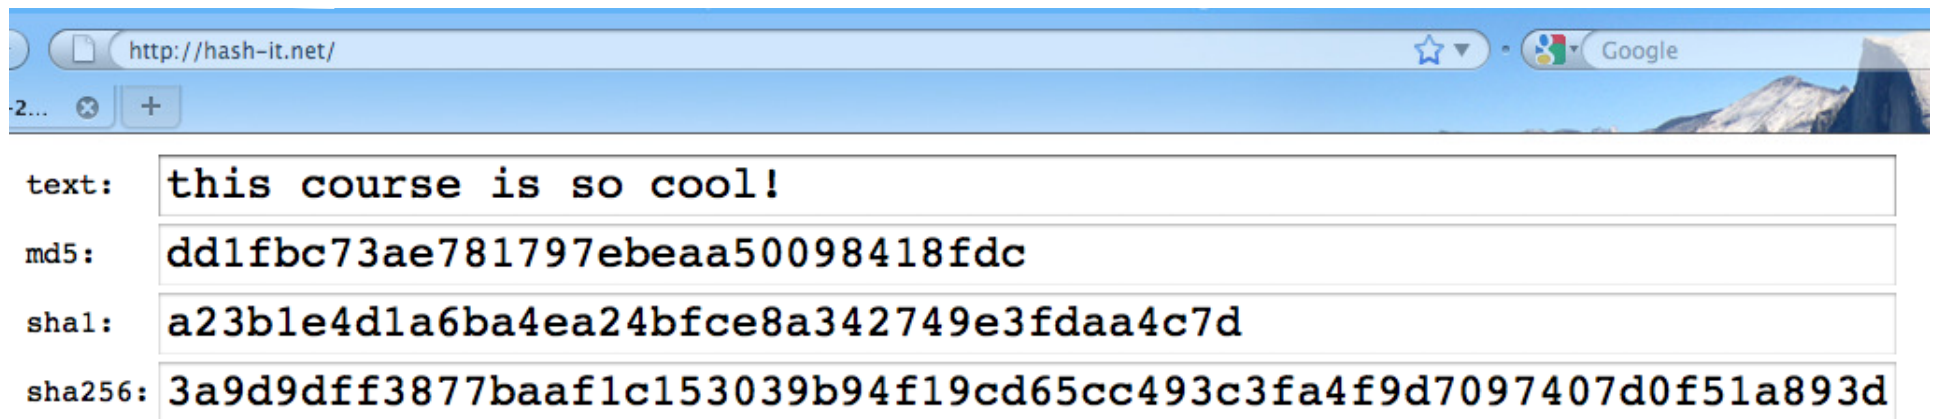 http://hash-it.net/
Google
-2...
text: this course is so cool!
md5: dd1fbc73ae781797ebeaa50098418fdc
sha1: a23b1e4d1a6ba4ea24bfce8a342749e3fdaa4c7d
sha256: 3a9d9dff3877baaf1c153039b94f19cd65cc493c3fa4f9d7097407d0f51a893d